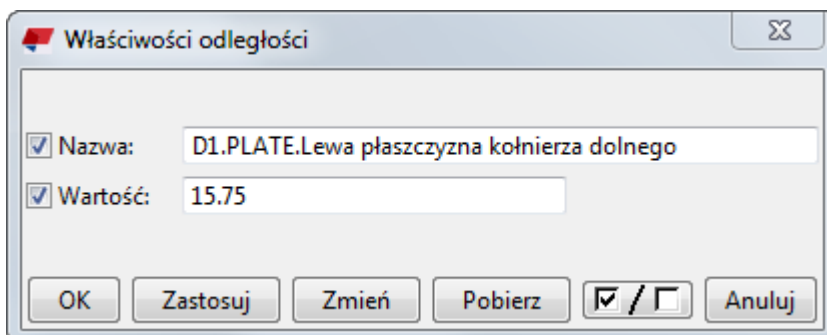 Właściwości odległości
Nazwa: D1.PLATE.Lewa płaszczyzna kołnierza dolnego
Wartość: 15.75
OK Zastosuj Zmień Pobierz / Anuluj